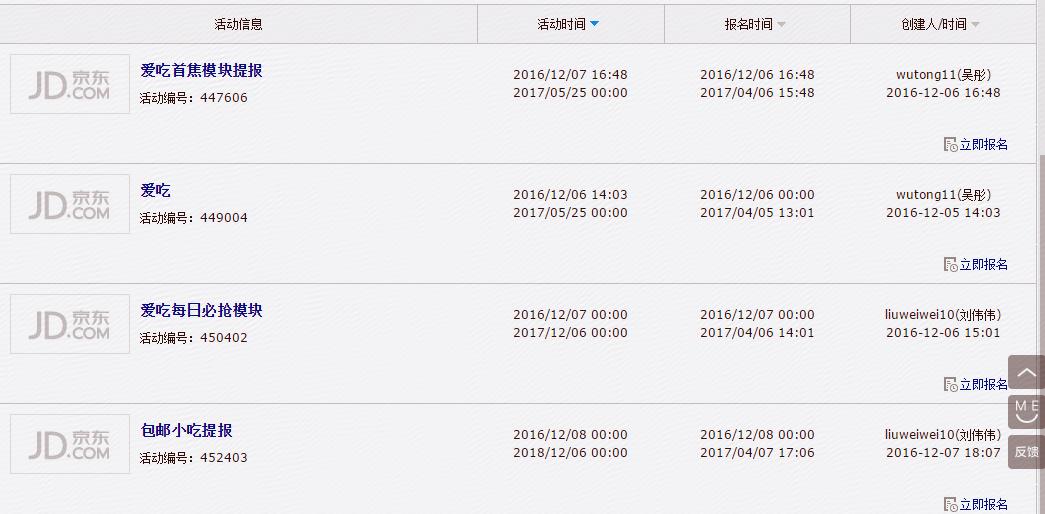 活动信息 活动时间 报名时间 创建人/时间
JD.COM 京东
爱吃首焦模块提报
活动编号：447606
2016/12/07 16:48
2017/05/25 00:00
2016/12/06 16:48
2017/04/06 15:48
wutong11(吴彤)
2016-12-06 16:48
立即报名
JD.COM 京东
爱吃
活动编号：449004
2016/12/06 14:03
2017/05/25 00:00
2016/12/06 00:00
2017/04/05 13:01
wutong11(吴彤)
2016-12-05 14:03
立即报名
JD.COM 京东
爱吃每日必抢模块
活动编号：450402
2016/12/07 00:00
2017/12/06 00:00
2016/12/07 00:00
2017/04/06 14:01
liuweiwei10(刘伟伟)
2016-12-06 15:01
立即报名
JD.COM 京东
包邮小吃提报
活动编号：452403
2016/12/08 00:00
2018/12/06 00:00
2016/12/08 00:00
2017/04/07 17:06
liuweiwei10(刘伟伟)
2016-12-07 18:07
立即报名
ME
反馈